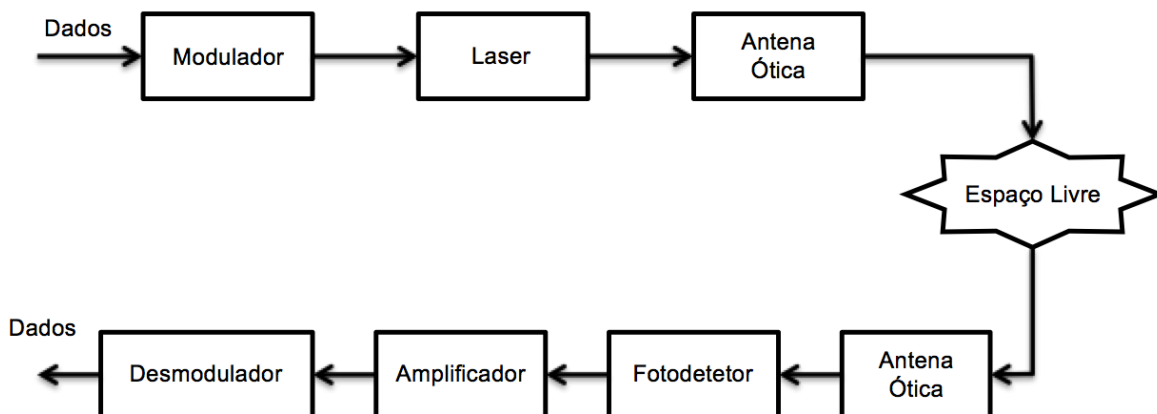 Dados
Modulador
Laser
Antena
Ótica
Espaço Livre
Dados
Desmodulador
Amplificador
Fotodetetor
Antena
Ótica